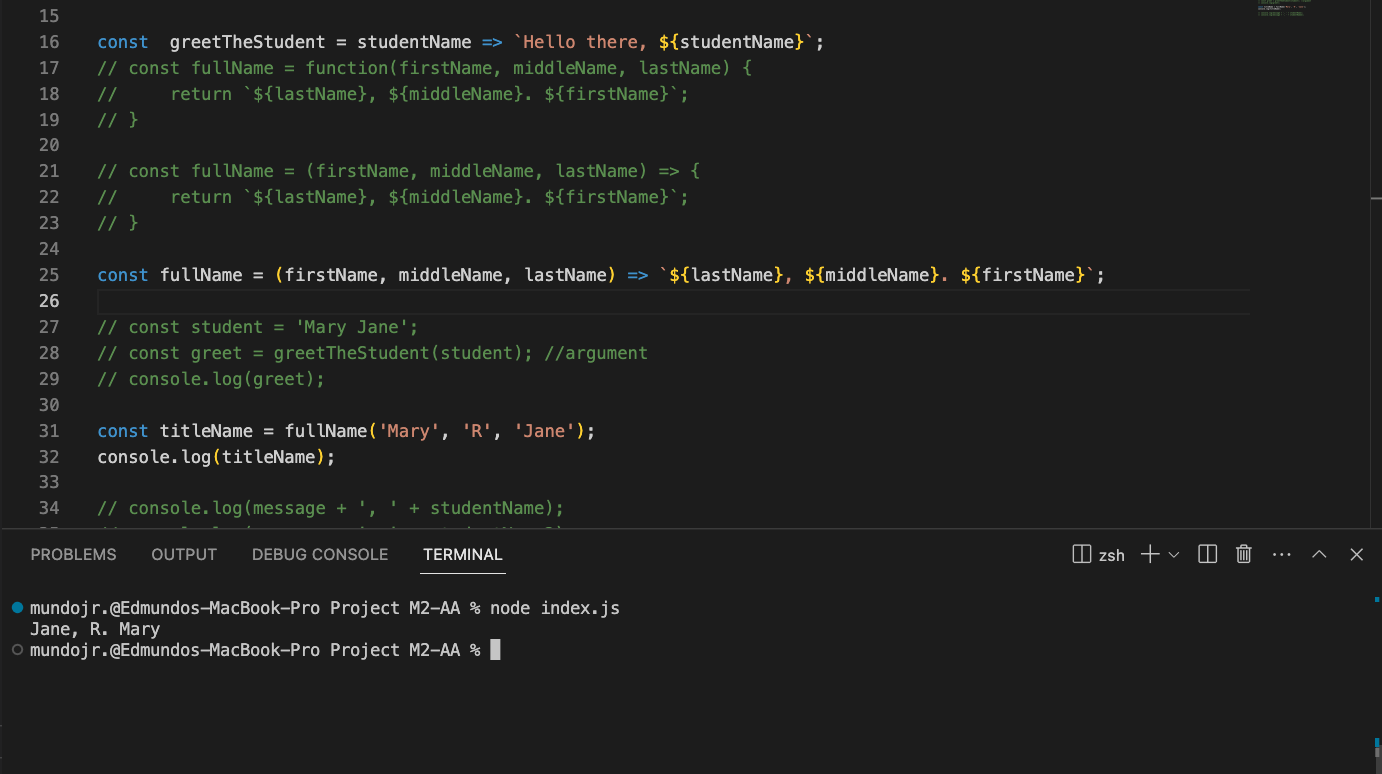 15
16 const  greetTheStudent = studentName => `Hello there, ${studentName}`;
17 // const fullName = function(firstName, middleName, lastName) {
18 //     return `${lastName}, ${middleName}. ${firstName}`;
19 // }
20
21 // const fullName = (firstName, middleName, lastName) => {
22 //     return `${lastName}, ${middleName}. ${firstName}`;
23 // }
24
25 const fullName = (firstName, middleName, lastName) => `${lastName}, ${middleName}. ${firstName}`;
26
27 // const student = 'Mary Jane';
28 // const greet = greetTheStudent(student); //argument
29 // console.log(greet);
30
31 const titleName = fullName('Mary', 'R', 'Jane');
32 console.log(titleName);
33
34 // console.log(message + ', ' + studentName);
PROBLEMS OUTPUT DEBUG CONSOLE TERMINAL zsh
mundojr.@Edmundos-MacBook-Pro Project M2-AA % node index.js
Jane, R. Mary
mundojr.@Edmundos-MacBook-Pro Project M2-AA %